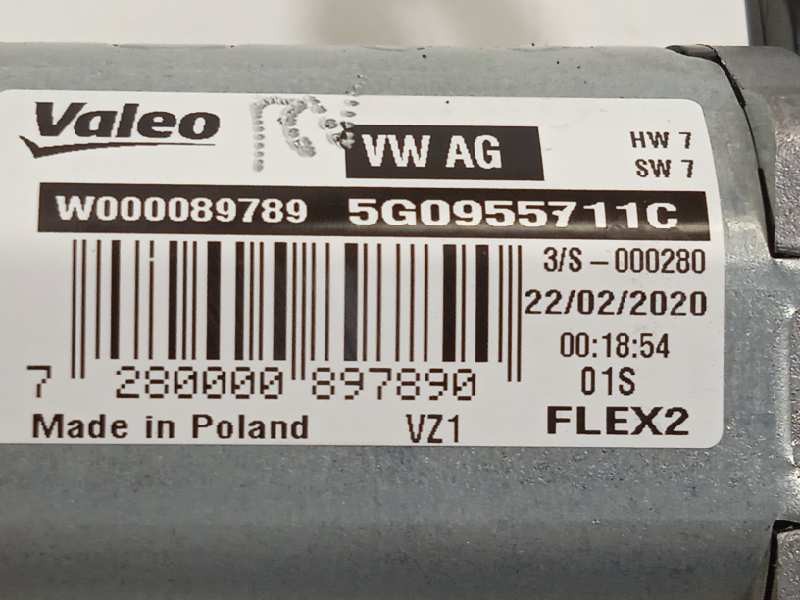 Valeo
VW AG
HW 7
SW 7
W000089789 5G0955711C
3/S-000280
22/02/2020
00:18:54
01S
7 280000 897890
Made in Poland VZ1 FLEX2